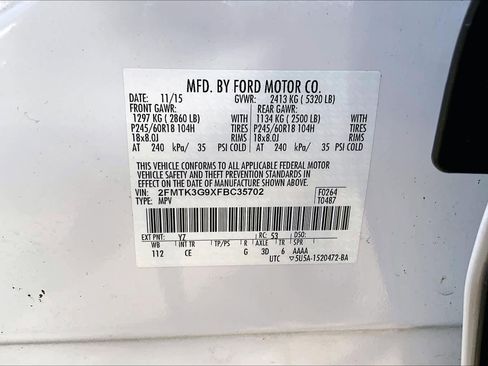 MFD. BY FORD MOTOR CO.
DATE: 11/15 GVWR: 2413 KG ( 5320 LB)
FRONT GAWR: REAR GAWR:
1297 KG ( 2860 LB) WITH 1134 KG ( 2500 LB) WITH
P245/60R18 104H TIRES P245/60R18 104H TIRES
18x8.0J RIMS 18x8.0J RIMS
AT 240 kPa/ 35 PSI COLD AT 240 kPa/ 35 PSI COLD
THIS VEHICLE CONFORMS TO ALL APPLICABLE FEDERAL MOTOR
VEHICLE SAFETY AND THEFT PREVENTION STANDARDS IN
EFFECT ON THE DATE OF MANUFACTURE SHOWN ABOVE.
VIN: 2FMTK3G9XFBC35702 F0264
TYPE: MPV T0487
EXT PNT: Y7 RC: 53 DSO:
WB INT TR TP/PS R AXLE TR SPR
112 CE G 3D 6 AAAA
UTC ▽5U5A-1520472-BA